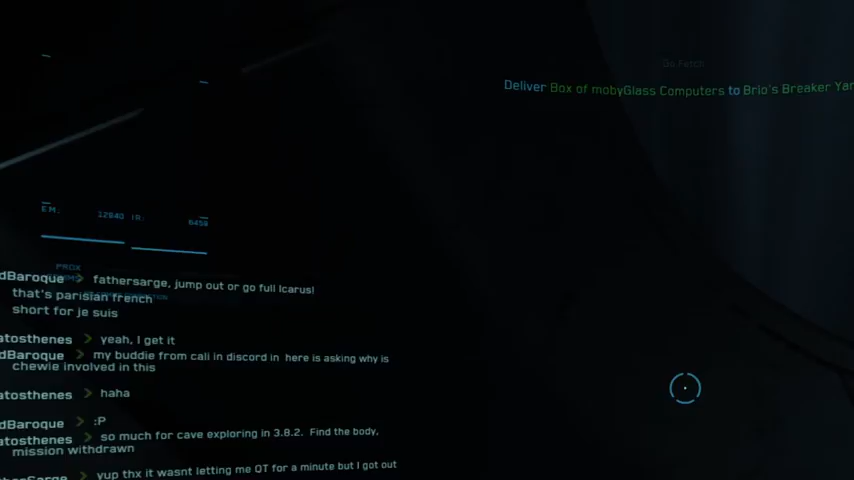 Go Fetch
Deliver Box of mobyGlass Computers to Brio's Breaker Yar
EM: 12840 IR: 6459
PROX
dBaroque > fathersarge, jump out or go full Icarus!
that's parisian french
short for je suis
atosthenes > yeah, I get it
dBaroque > my buddie from cali in discord in here is asking why is
chewie involved in this
atosthenes > haha
dBaroque > :P
atosthenes > so much for cave exploring in 3.8.2. Find the body,
mission withdrawn
herSarge > yup thx it wasnt letting me QT for a minute but I got out